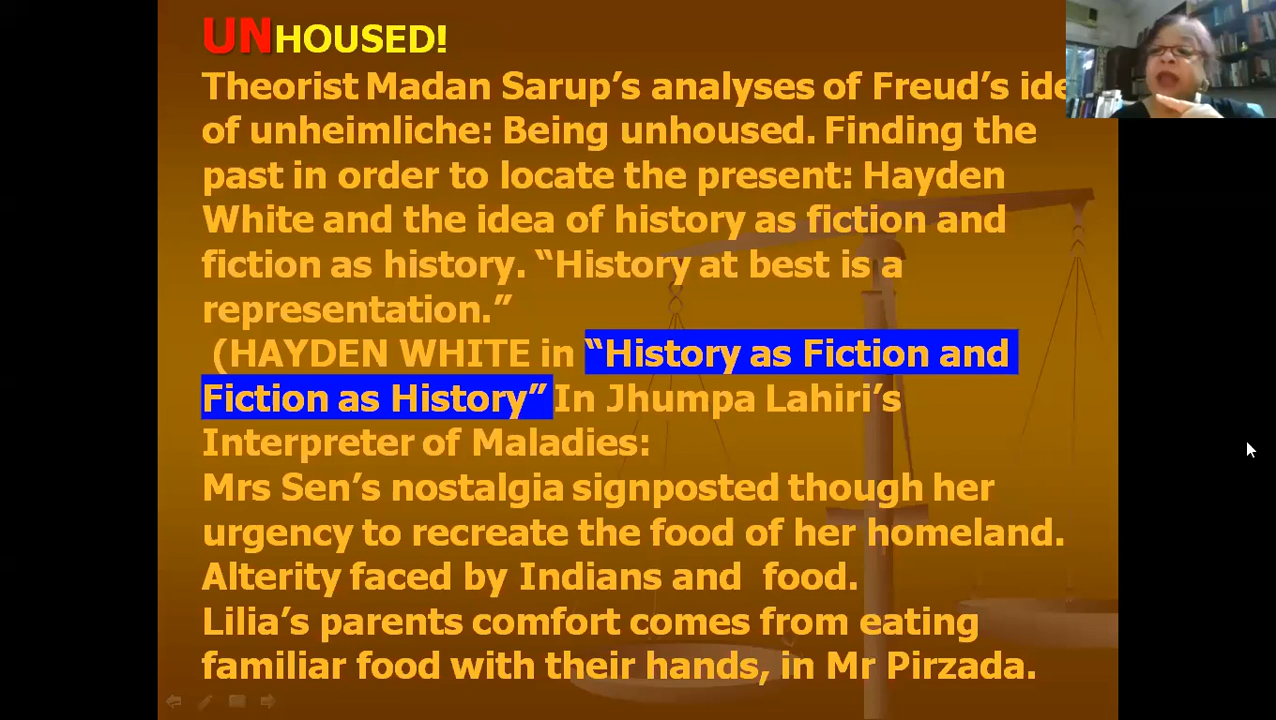 UNHOUSED!
Theorist Madan Sarup’s analyses of Freud’s ide
of unheimliche: Being unhoused. Finding the
past in order to locate the present: Hayden
White and the idea of history as fiction and
fiction as history. “History at best is a
representation.”
(HAYDEN WHITE in “History as Fiction and
Fiction as History” In Jhumpa Lahiri’s
Interpreter of Maladies:
Mrs Sen’s nostalgia signposted though her
urgency to recreate the food of her homeland.
Alterity faced by Indians and food.
Lilia’s parents comfort comes from eating
familiar food with their hands, in Mr Pirzada.